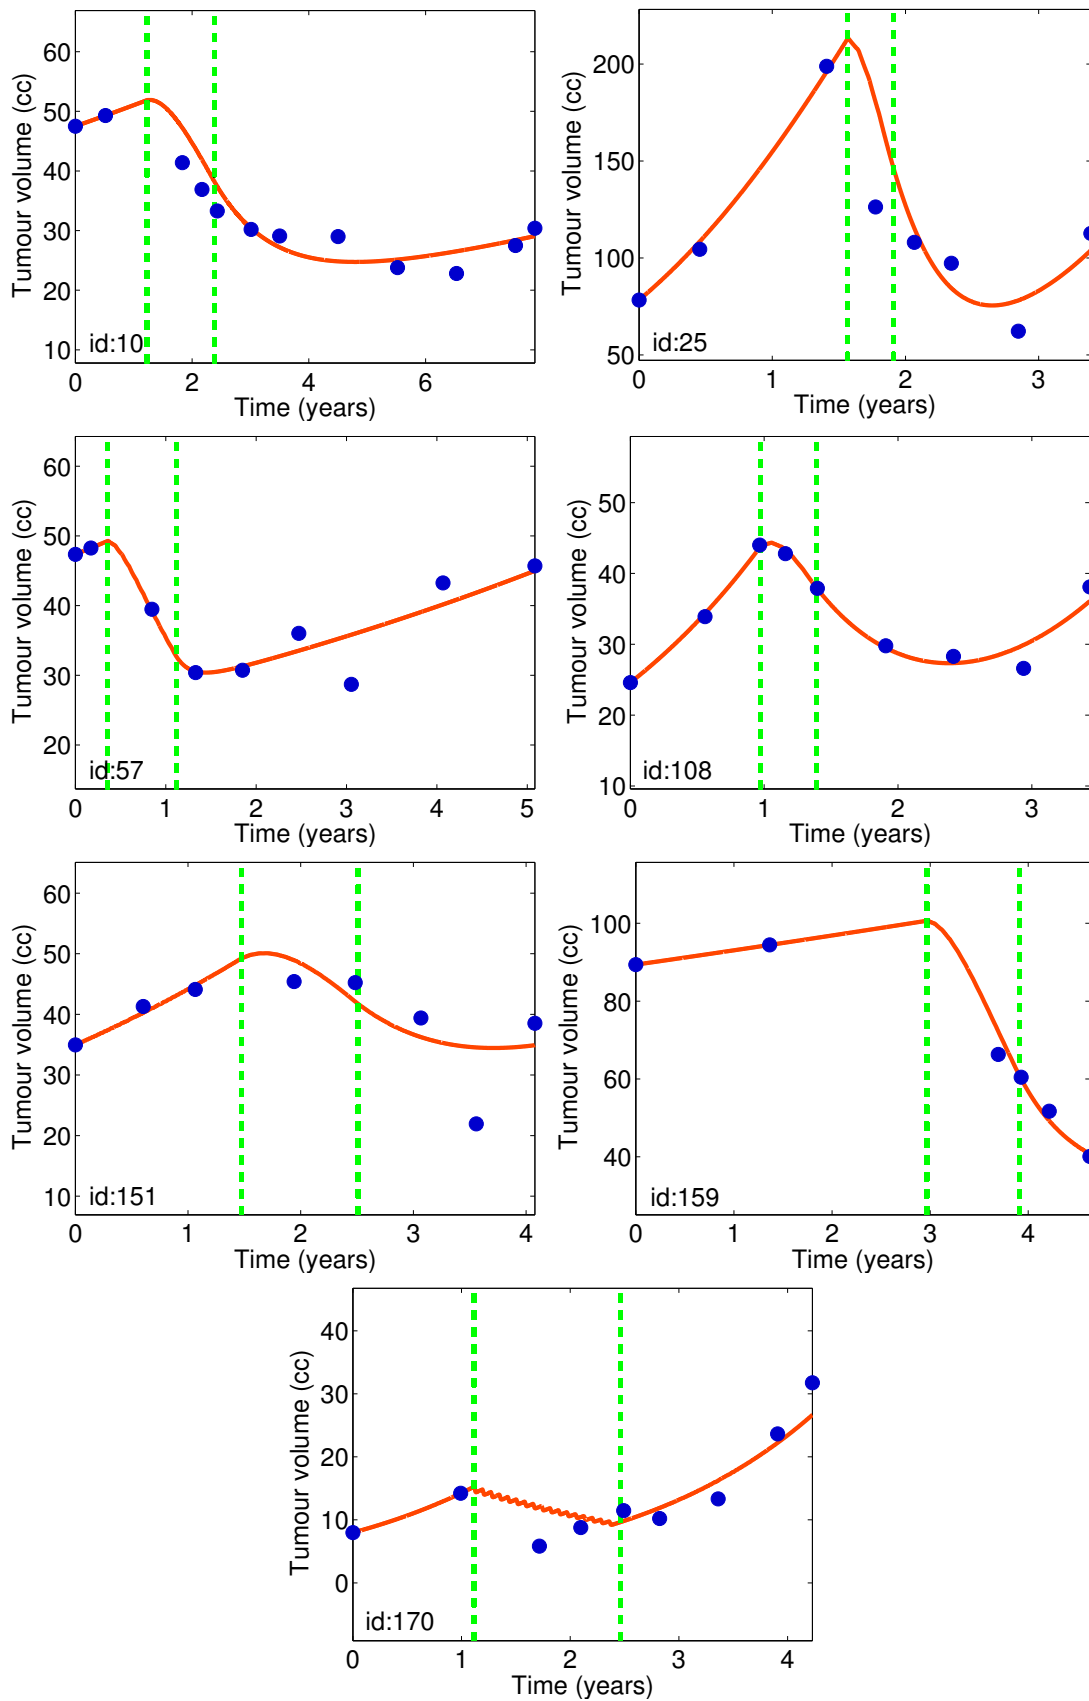 Tumour volume (cc)
60
50
40
30
20
10
id:10
0 2 4 6
Time (years)
Tumour volume (cc)
200
150
100
50
id:25
0 1 2 3
Time (years)
Tumour volume (cc)
60
50
40
30
20
id:57
0 1 2 3 4 5
Time (years)
Tumour volume (cc)
50
40
30
20
10
id:108
0 1 2 3
Time (years)
Tumour volume (cc)
60
50
40
30
20
10
id:151
0 1 2 3 4
Time (years)
Tumour volume (cc)
100
80
60
40
id:159
0 1 2 3 4
Time (years)
Tumour volume (cc)
40
30
20
10
0
id:170
0 1 2 3 4
Time (years)